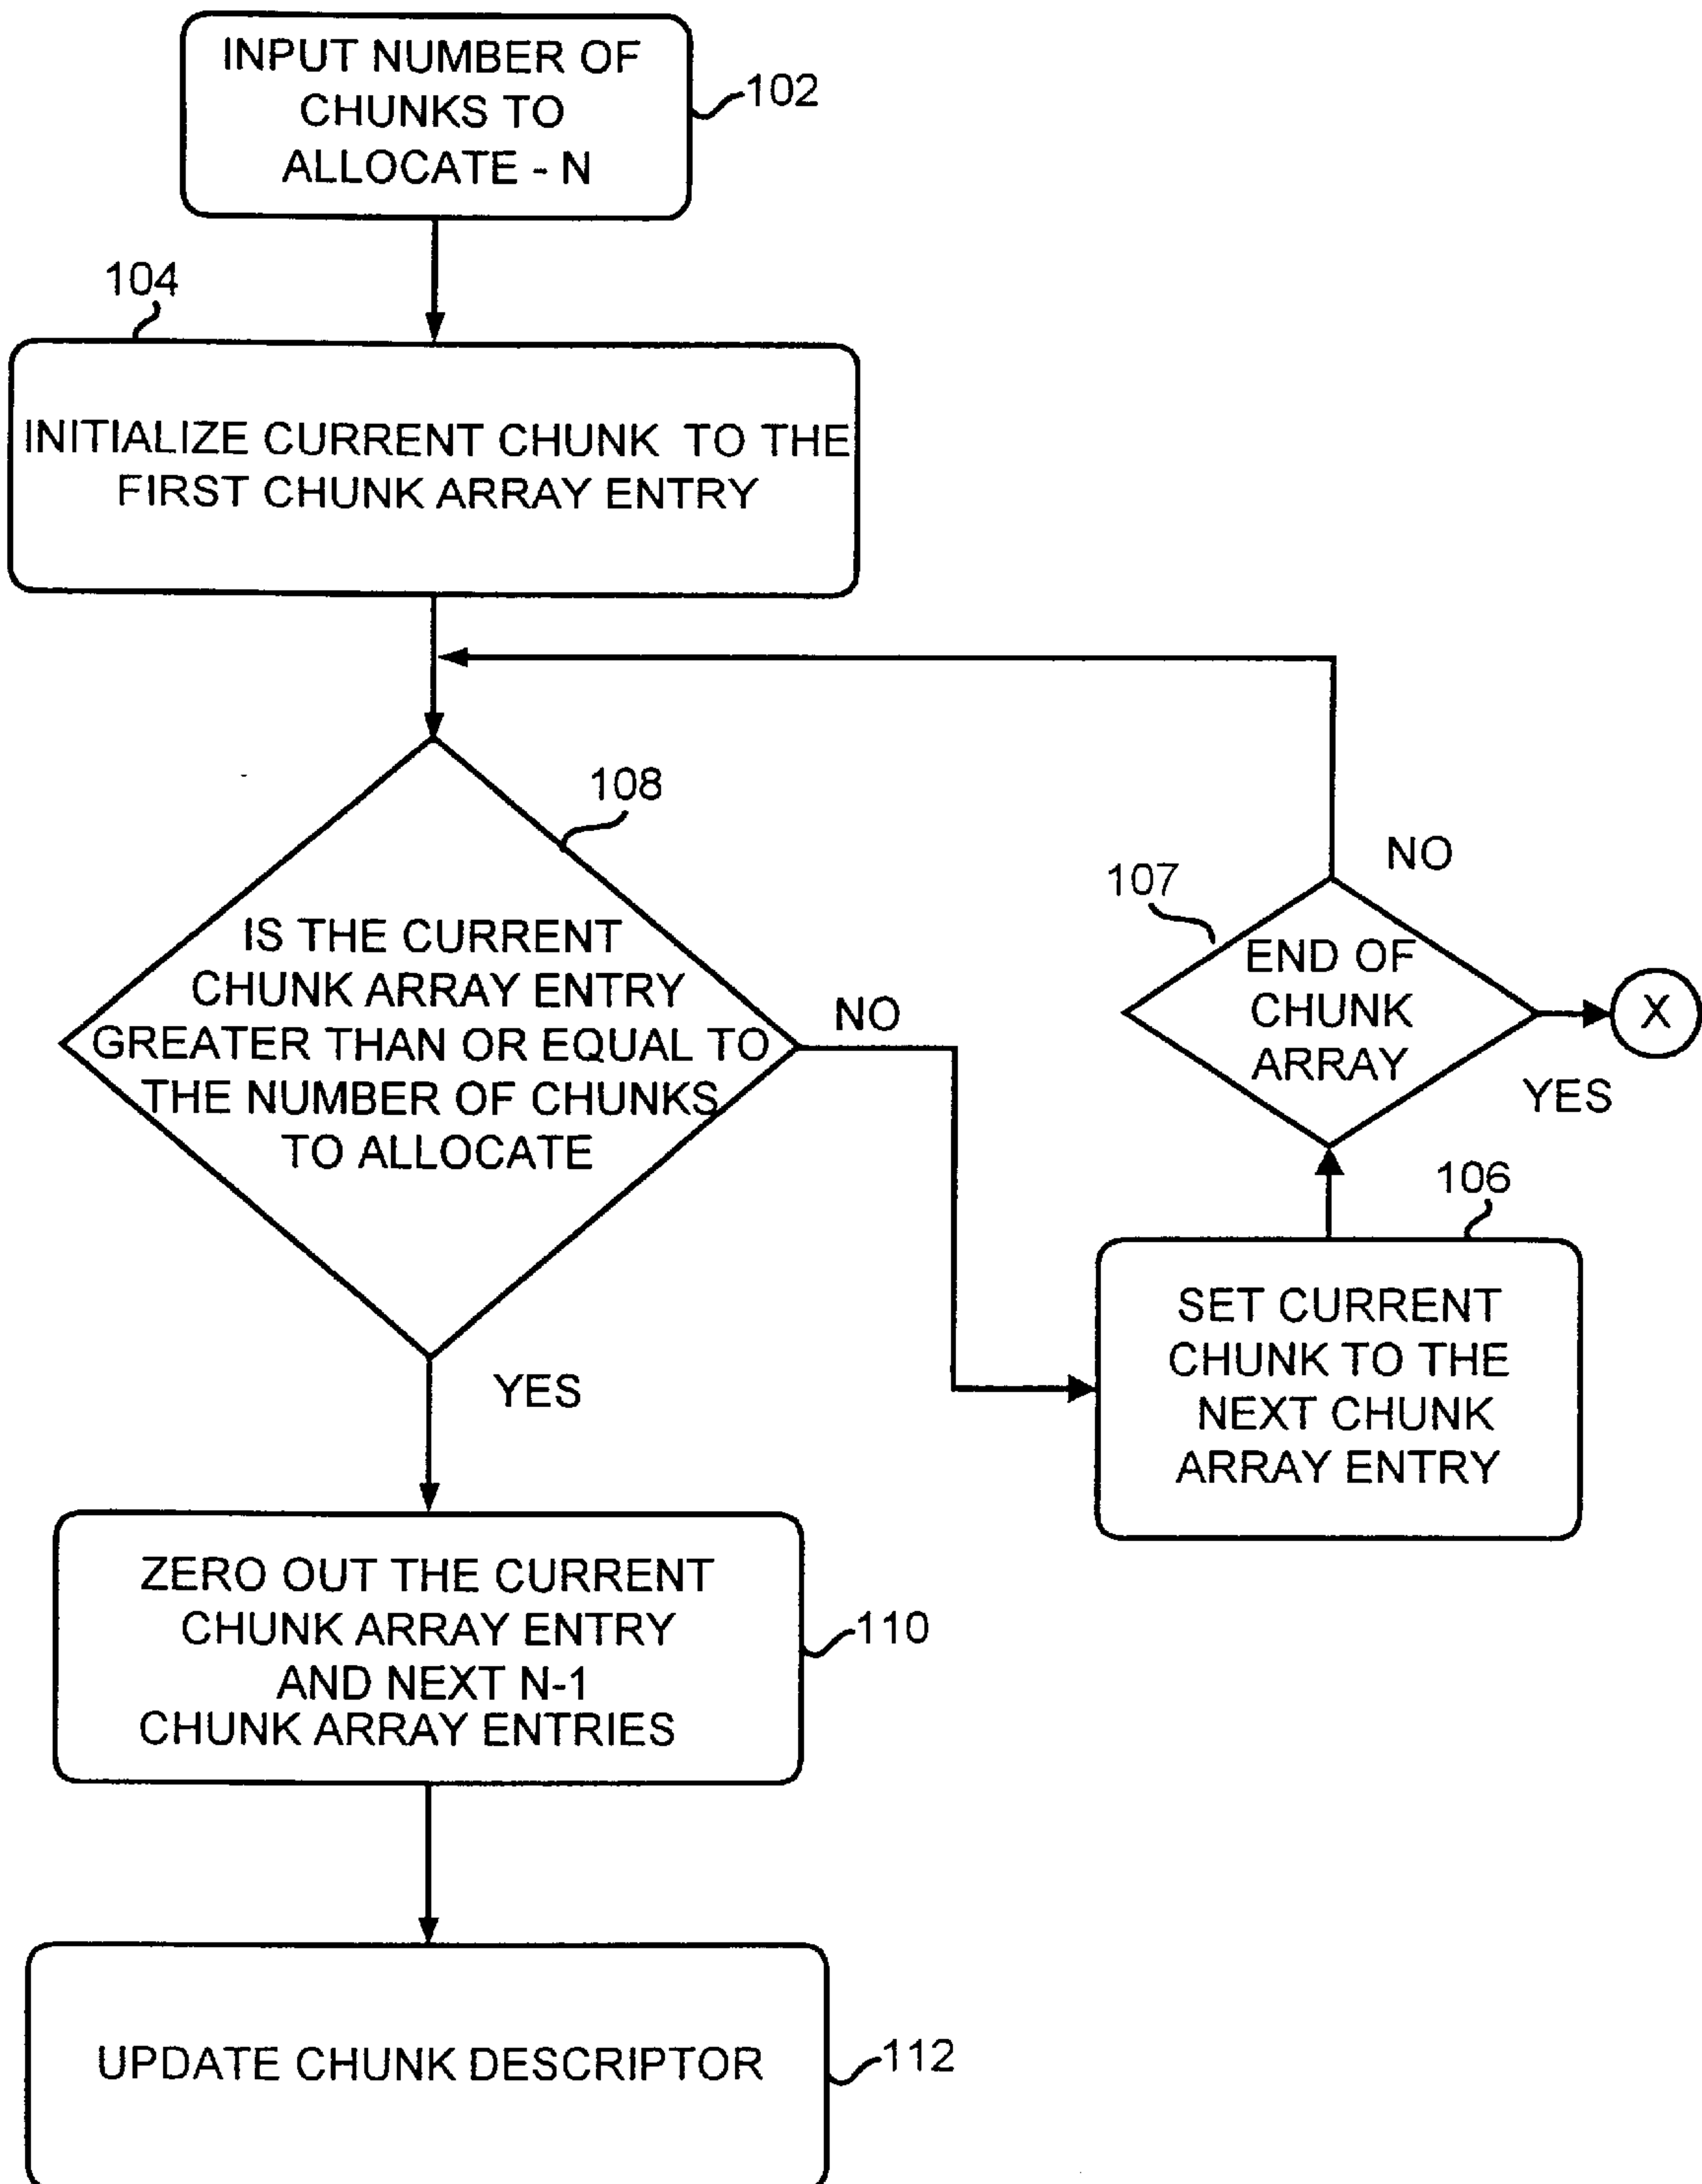 INPUT NUMBER OF
CHUNKS TO
ALLOCATE - N
102
104
INITIALIZE CURRENT CHUNK TO THE
FIRST CHUNK ARRAY ENTRY
108
IS THE CURRENT
CHUNK ARRAY ENTRY
GREATER THAN OR EQUAL TO
THE NUMBER OF CHUNKS
TO ALLOCATE
NO
YES
107
NO
END OF
CHUNK
ARRAY
X
YES
106
SET CURRENT
CHUNK TO THE
NEXT CHUNK
ARRAY ENTRY
ZERO OUT THE CURRENT
CHUNK ARRAY ENTRY
AND NEXT N-1
CHUNK ARRAY ENTRIES
110
UPDATE CHUNK DESCRIPTOR
112